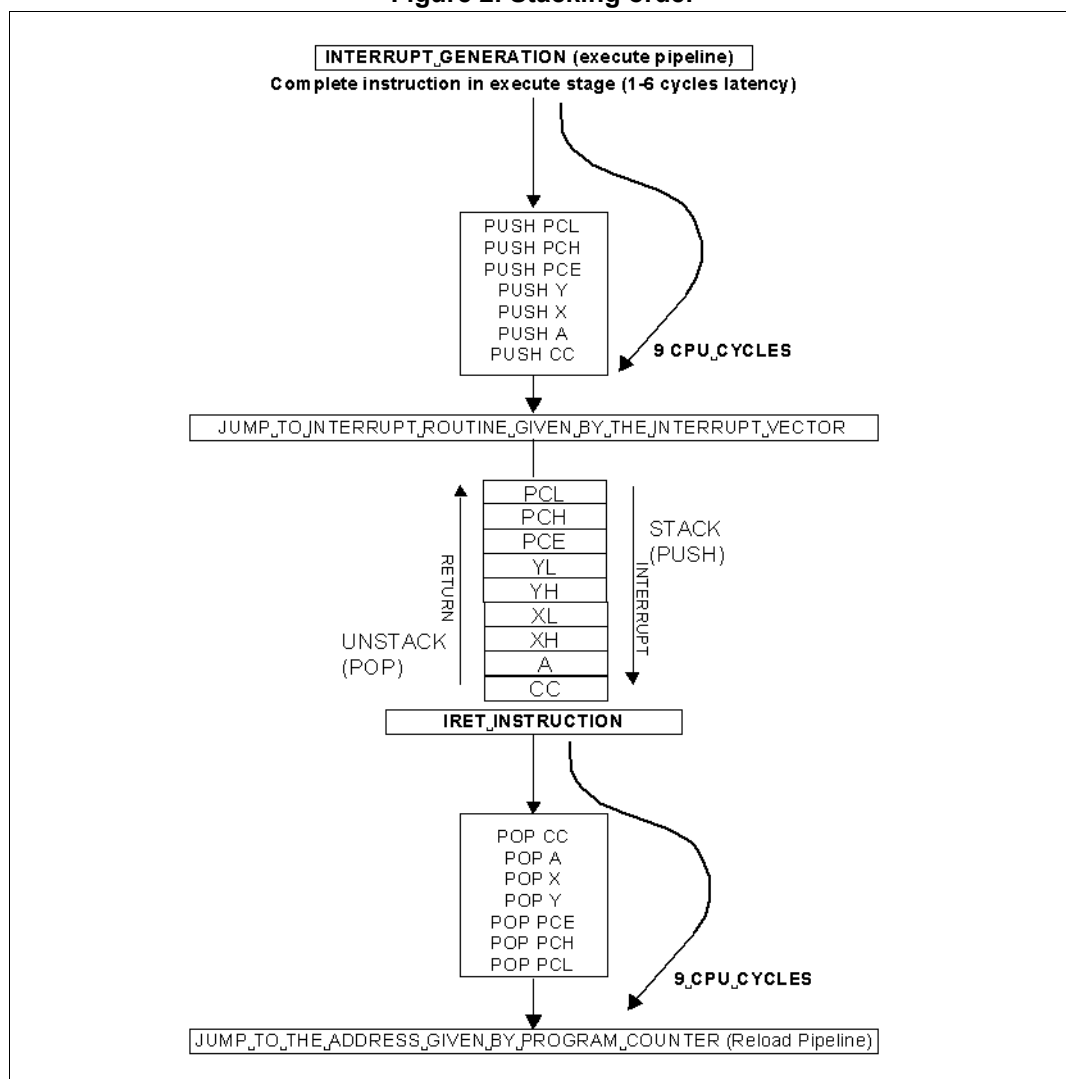 Figure 2. Stacking order
INTERRUPT␣GENERATION (execute pipeline)
Complete instruction in execute stage (1-6 cycles latency)
PUSH PCL
PUSH PCH
PUSH PCE
PUSH Y
PUSH X
PUSH A
PUSH CC
9 CPU␣CYCLES
JUMP␣TO␣INTERRUPT␣ROUTINE␣GIVEN␣BY␣THE␣INTERRUPT␣VECTOR
PCL
PCH
PCE
YL
YH
XL
XH
A
CC
RETURN
UNSTACK
(POP)
STACK
(PUSH)
INTERRUPT
IRET␣INSTRUCTION
POP CC
POP A
POP X
POP Y
POP PCE
POP PCH
POP PCL
9␣CPU␣CYCLES
JUMP␣TO␣THE␣ADDRESS␣GIVEN␣BY␣PROGRAM␣COUNTER (Reload Pipeline)